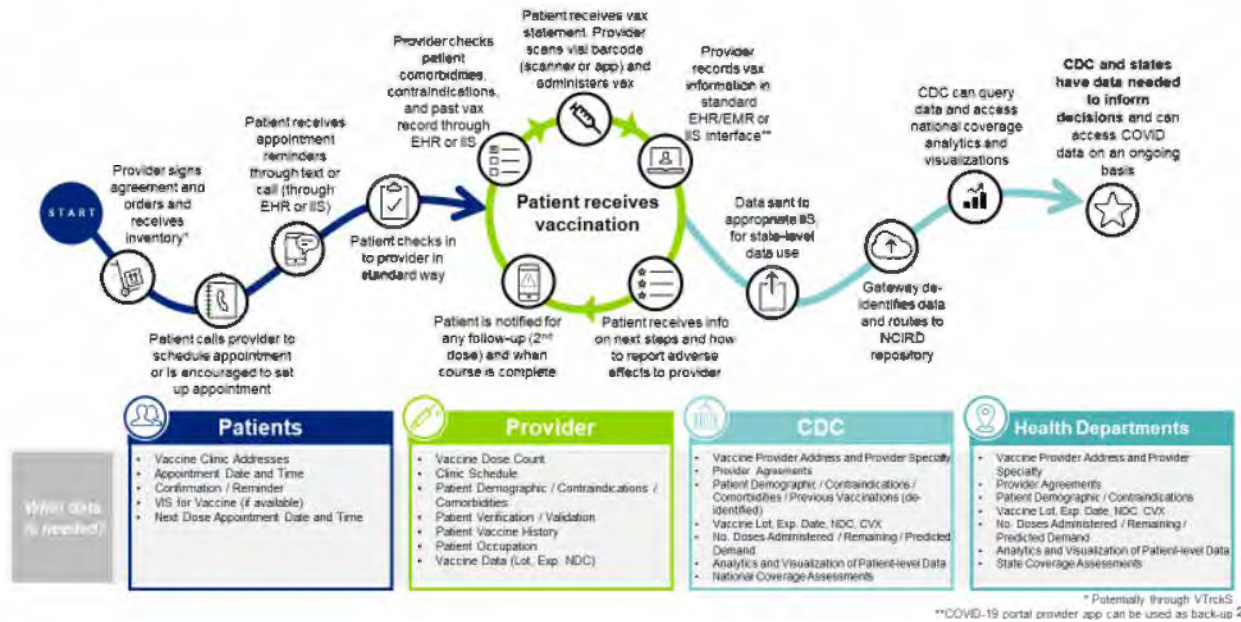 START
Provider signs
agreement and
orders and
receives
inventory*
Patient calls provider to
schedule appointment
or is encouraged to set
up appointment
Patient receives
appointment
reminders
through text or
call (through
EHR or IIS)
Patient checks in
to provider in
standard way
Provider checks
patient
comorbidities,
contraindications,
and past vax
record through
EHR or IIS
Patient receives vax
statement. Provider
scans vial barcode
(scanner or app) and
administers vax
Provider
records vax
information in
standard
EHR/EMR or
IIS interface**
Patient receives
vaccination
Patient receives info
on next steps and how
to report adverse
effects to provider
Patient is notified for
any follow-up (2nd
dose) and when
course is complete
Data sent to
appropriate IIS,
for state-level
data use
Gateway de-
identifies data
and routes to
NCIRD
repository
CDC can query
data and access
national coverage
analytics and
visualizations
CDC and states
have data needed
to inform
decisions and can
access COVID
data on an ongoing
basis
What data
is needed?
Patients
• Vaccine Clinic Addresses
• Appointment Date and Time
• Confirmation / Reminder
• VIS for Vaccine (if available)
• Next Dose Appointment Date and Time
Provider
• Vaccine Dose Count
• Clinic Schedule
• Patient Demographic / Contraindications /
Comorbidities
• Patient Verification / Validation
• Patient Vaccine History
• Patient Occupation
• Vaccine Data (Lot, Exp. NDC)
CDC
• Vaccine Provider Address and Provider Specialty
• Provider Agreements
• Patient Demographic / Contraindications /
Comorbidities / Previous Vaccinations (de-
identified)
• Vaccine Lot, Exp. Date, NDC, CVX
• No. Doses Administered / Remaining / Predicted
Demand
• Analytics and Visualization of Patient-level Data
• National Coverage Assessments
Health Departments
• Vaccine Provider Address and Provider
Specialty
• Provider Agreements
• Patient Demographic / Contraindications
• Vaccine Lot, Exp. Date, NDC, CVX
• No. Doses Administered / Remaining /
Predicted Demand
• Analytics and Visualization of Patient-level Data
• State Coverage Assessments
* Potentially through VTrckS
**COVID-19 portal provider app can be used as back-up 2